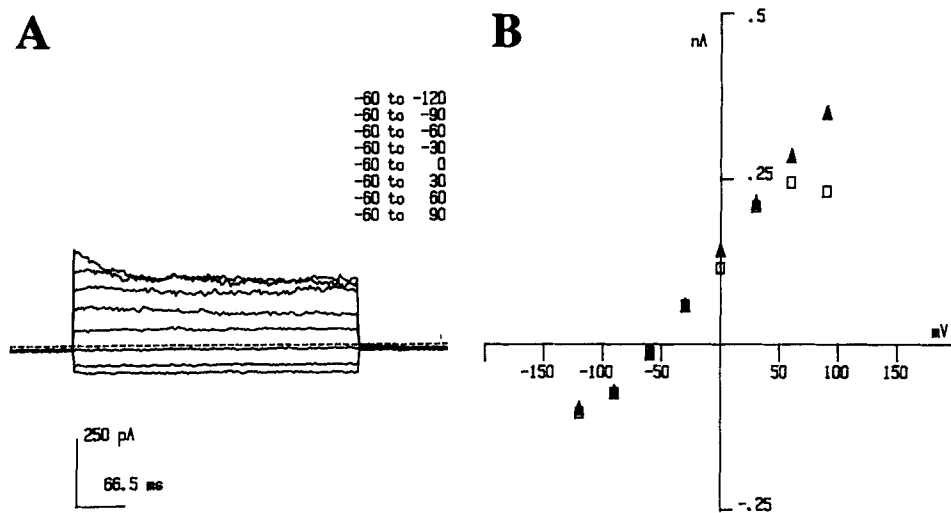 A
-60 to -120
-60 to -90
-60 to -60
-60 to -30
-60 to 0
-60 to 30
-60 to 60
-60 to 90
250 pA
66.5 ms
B
nA
.5
.25
mV
-150
-100
-50
50
100
150
-.25